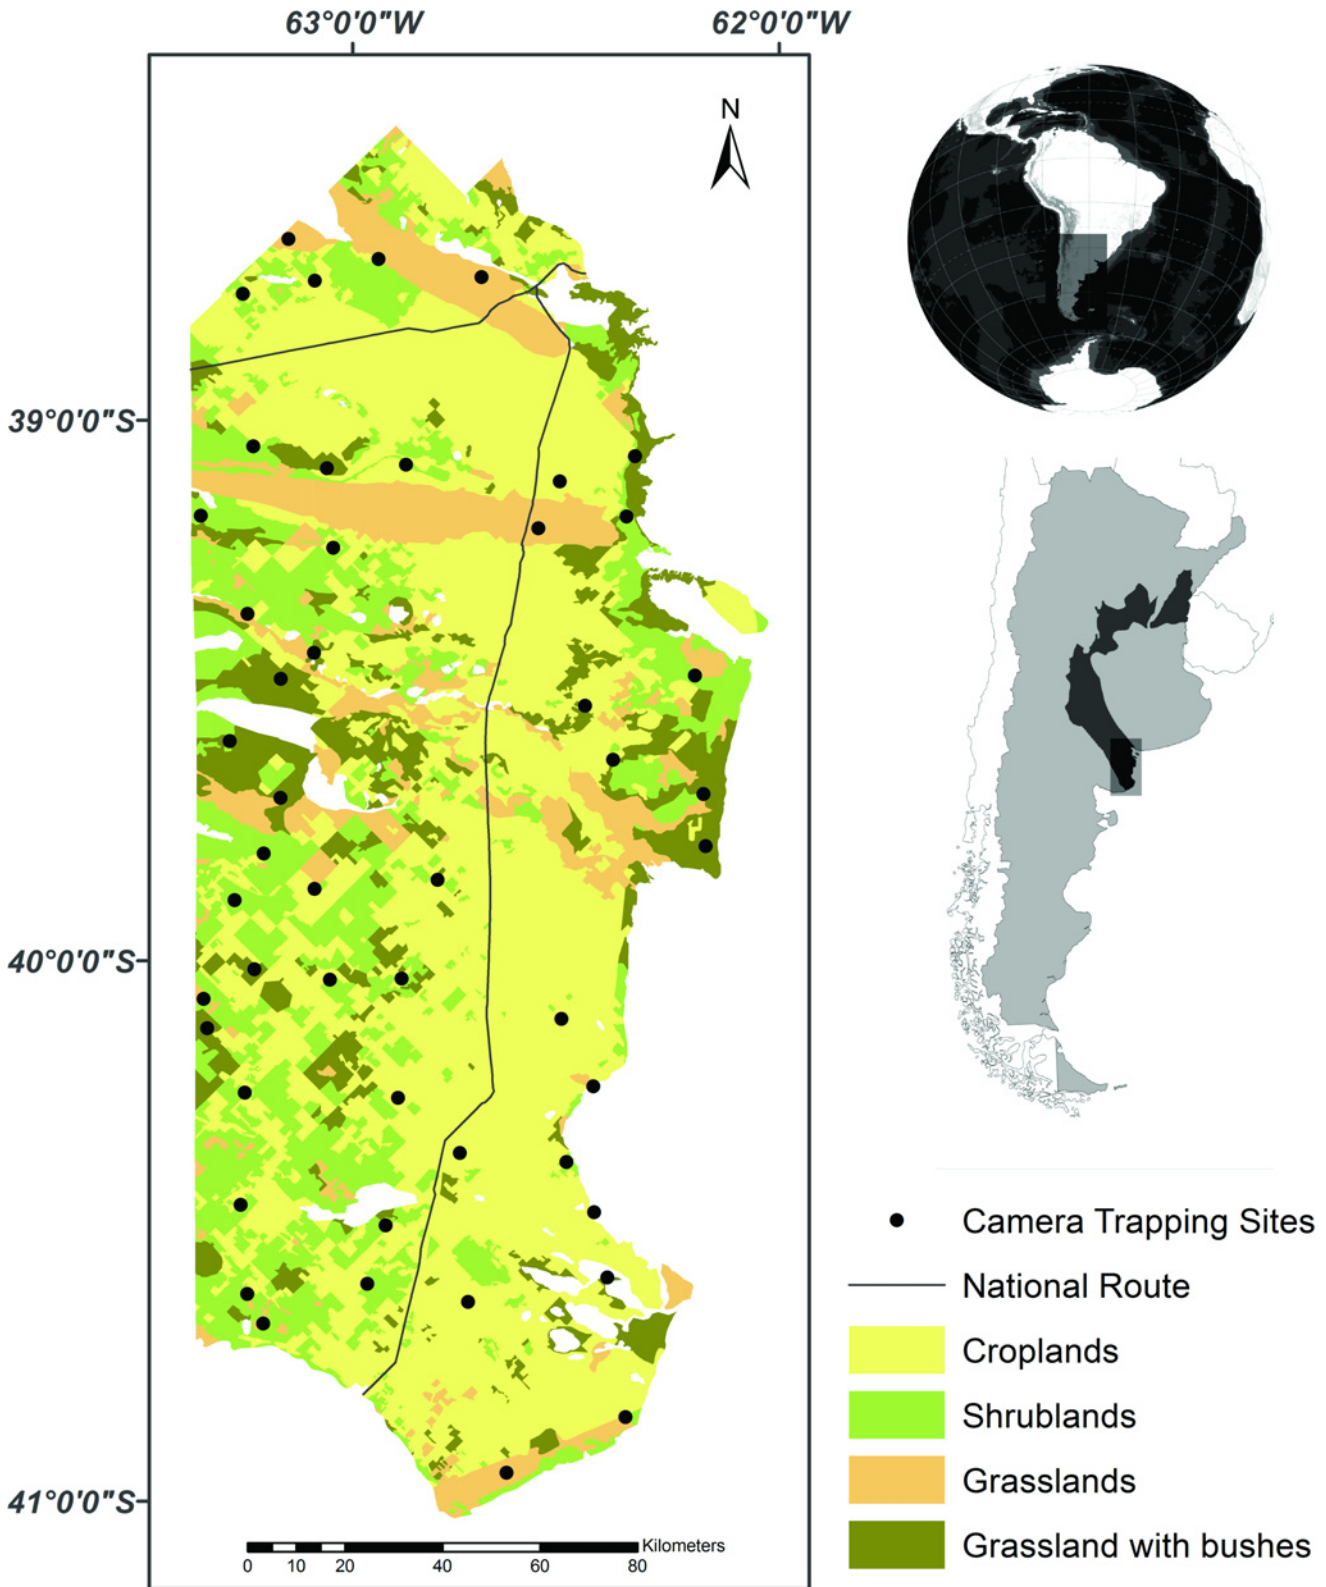 63°0'0"W
62°0'0"W
N
39°0'0"S
40°0'0"S
41°0'0"S
Kilometers
0 10 20 40 60 80
Camera Trapping Sites
National Route
Croplands
Shrublands
Grasslands
Grassland with bushes